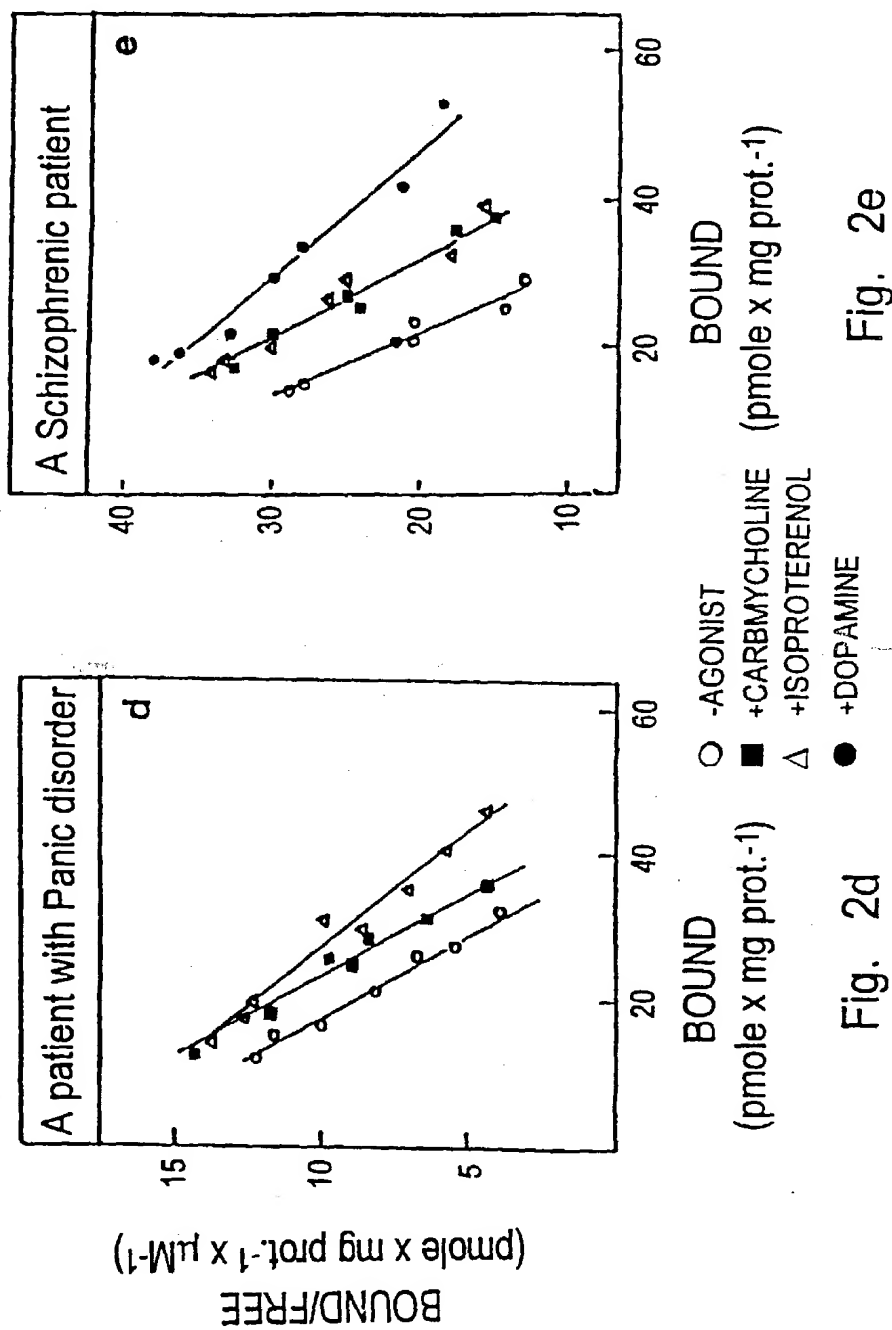 A patient with Panic disorder
d
BOUND/FREE
(pmole x mg prot.-1 x µM-1)
15
10
5
20
40
60
BOUND
(pmole x mg prot.-1)
Fig. 2d
A Schizophrenic patient
e
40
30
20
10
20
40
60
BOUND
(pmole x mg prot.-1)
Fig. 2e
-AGONIST
+CARBMYCHOLINE
+ISOPROTERENOL
+DOPAMINE